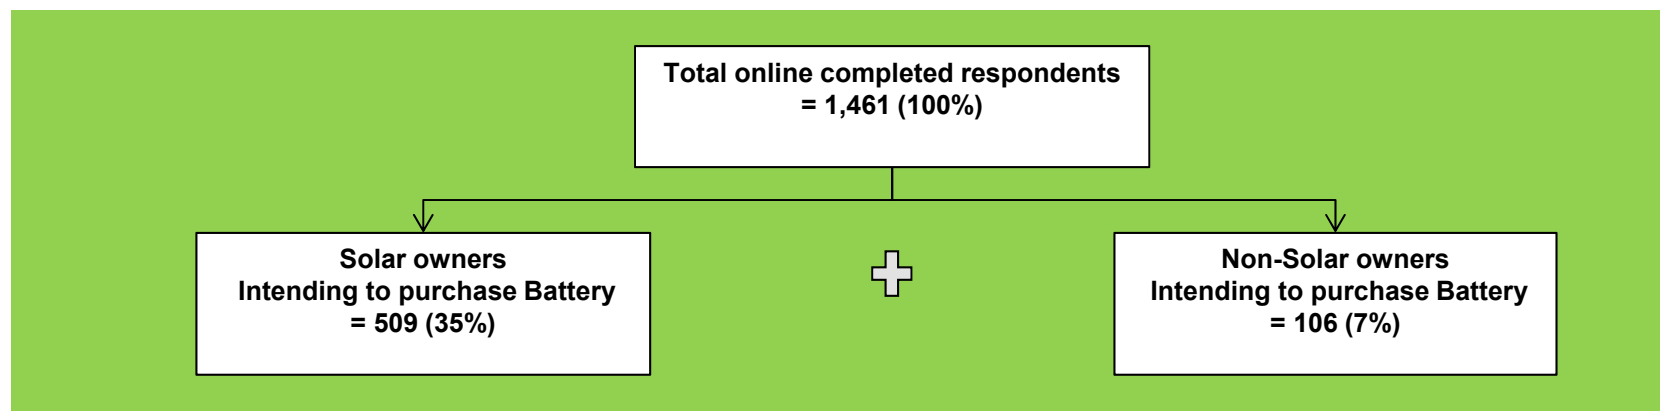 Total online completed respondents
= 1,461 (100%)
Solar owners
Intending to purchase Battery
= 509 (35%)
Non-Solar owners
Intending to purchase Battery
= 106 (7%)